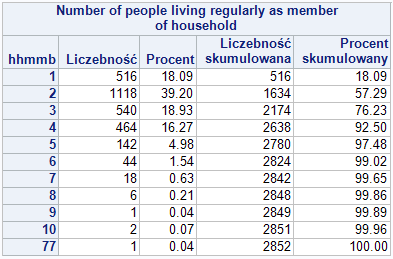 Number of people living regularly as member
of household
hhmmb Liczebność Procent Liczebność skumulowana Procent skumulowany
1 516 18.09 516 18.09
2 1118 39.20 1634 57.29
3 540 18.93 2174 76.23
4 464 16.27 2638 92.50
5 142 4.98 2780 97.48
6 44 1.54 2824 99.02
7 18 0.63 2842 99.65
8 6 0.21 2848 99.86
9 1 0.04 2849 99.89
10 2 0.07 2851 99.96
77 1 0.04 2852 100.00